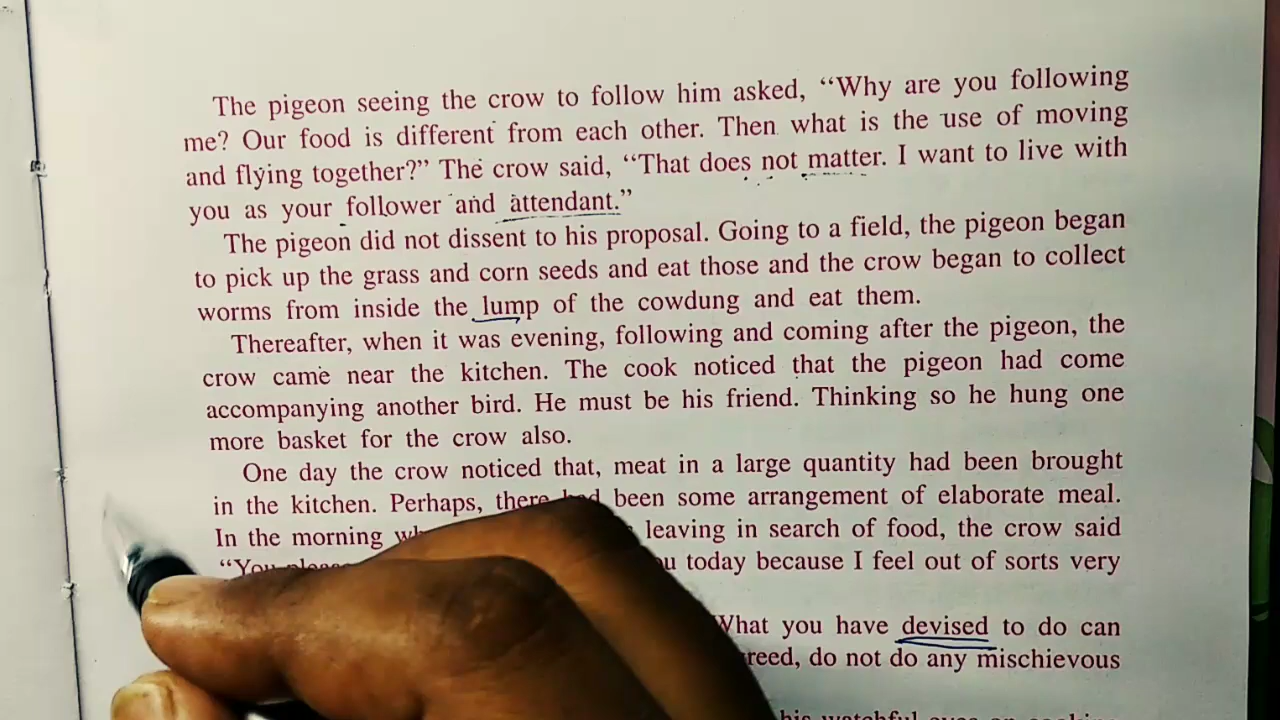 The pigeon seeing the crow to follow him asked, “Why are you following
me? Our food is different from each other. Then what is the use of moving
and flying together?” The crow said, “That does not matter. I want to live with
you as your follower and attendant.”
The pigeon did not dissent to his proposal. Going to a field, the pigeon began
to pick up the grass and corn seeds and eat those and the crow began to collect
worms from inside the lump of the cowdung and eat them.
Thereafter, when it was evening, following and coming after the pigeon, the
crow came near the kitchen. The cook noticed that the pigeon had come
accompanying another bird. He must be his friend. Thinking so he hung one
more basket for the crow also.
One day the crow noticed that, meat in a large quantity had been brought
in the kitchen. Perhaps, there had been some arrangement of elaborate meal.
In the morning leaving in search of food, the crow said
“You please today because I feel out of sorts very
What you have devised to do can
do not do any mischievous
his watchful eyes on cooking